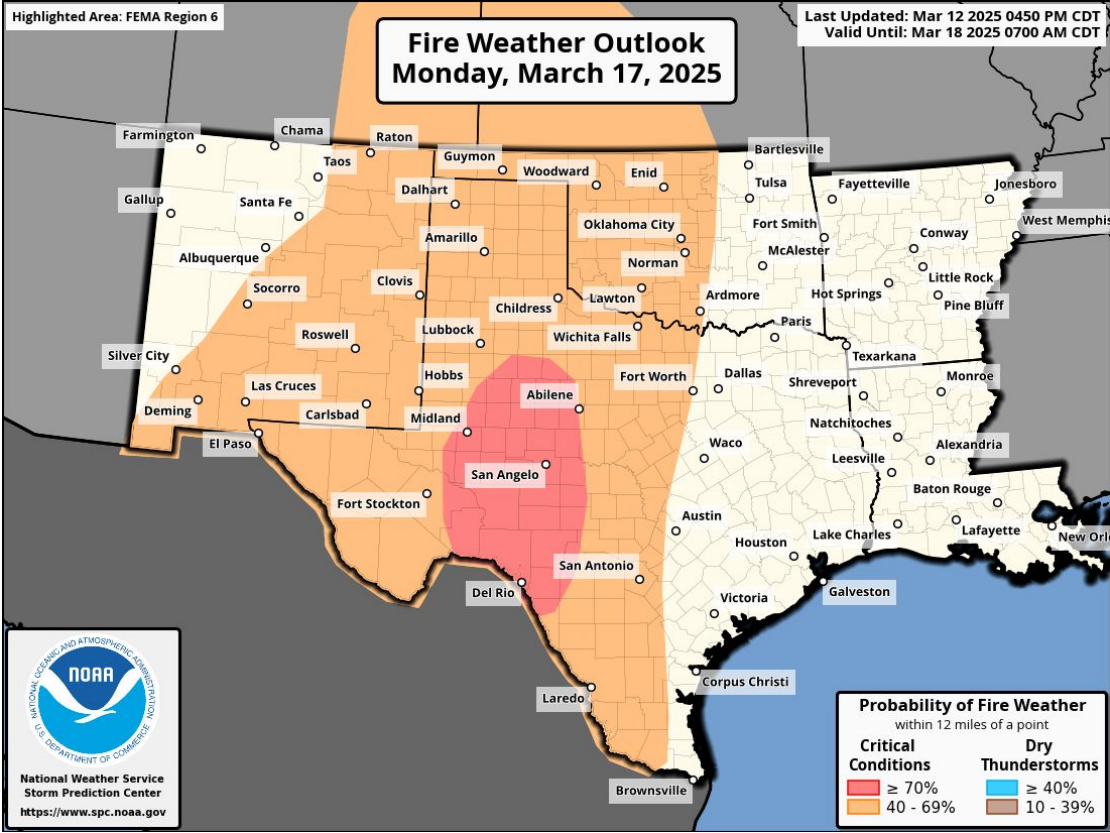 Highlighted Area: FEMA Region 6
Fire Weather Outlook
Monday, March 17, 2025
Last Updated: Mar 12 2025 0450 PM CDT
Valid Until: Mar 18 2025 0700 AM CDT
Farmington
Chama
Raton
Taos
Guymon
Woodward
Enid
Bartlesville
Gallup
Santa Fe
Dalhart
Tulsa
Fayetteville
Jonesboro
Albuquerque
Amarillo
Oklahoma City
Fort Smith
West Memphis
Norman
McAlester
Conway
Socorro
Clovis
Childress
Lawton
Ardmore
Hot Springs
Little Rock
Pine Bluff
Roswell
Lubbock
Wichita Falls
Paris
Texarkana
Silver City
Las Cruces
Hobbs
Abilene
Fort Worth
Dallas
Shreveport
Monroe
Deming
Carlsbad
Midland
Natchitoches
El Paso
San Angelo
Waco
Leesville
Alexandria
Fort Stockton
Austin
Baton Rouge
Houston
Lake Charles
Lafayette
New Orl
Del Rio
San Antonio
Victoria
Galveston
Laredo
Corpus Christi
Brownsville
NATIONAL OCEANIC AND ATMOSPHERIC ADMINISTRATION
NOAA
U.S. DEPARTMENT OF COMMERCE
National Weather Service
Storm Prediction Center
https://www.spc.noaa.gov
Probability of Fire Weather
within 12 miles of a point
Critical Conditions
≥ 70%
40 - 69%
Dry Thunderstorms
≥ 40%
10 - 39%